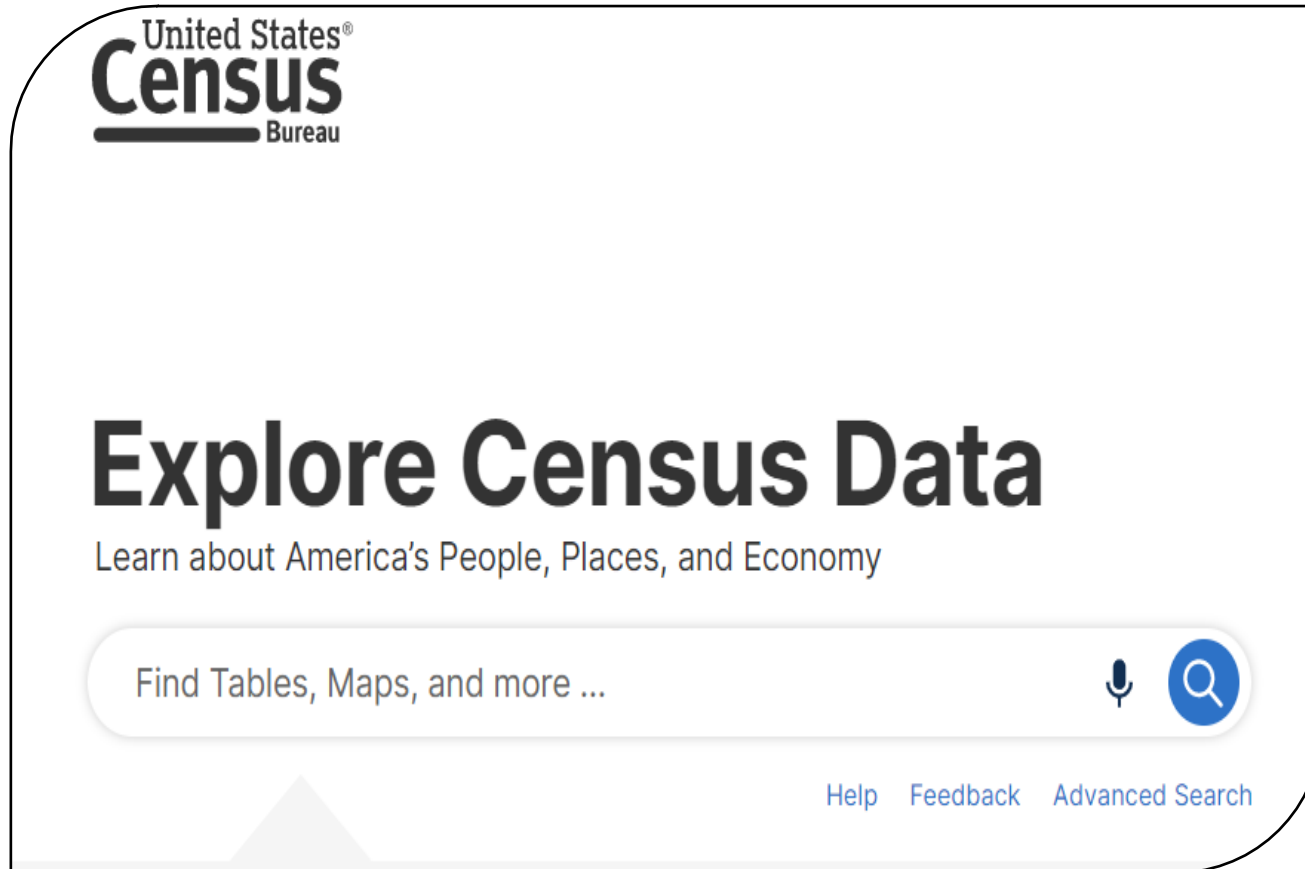 United States®
Census
Bureau
Explore Census Data
Learn about America's People, Places, and Economy
Find Tables, Maps, and more ...
Help Feedback Advanced Search